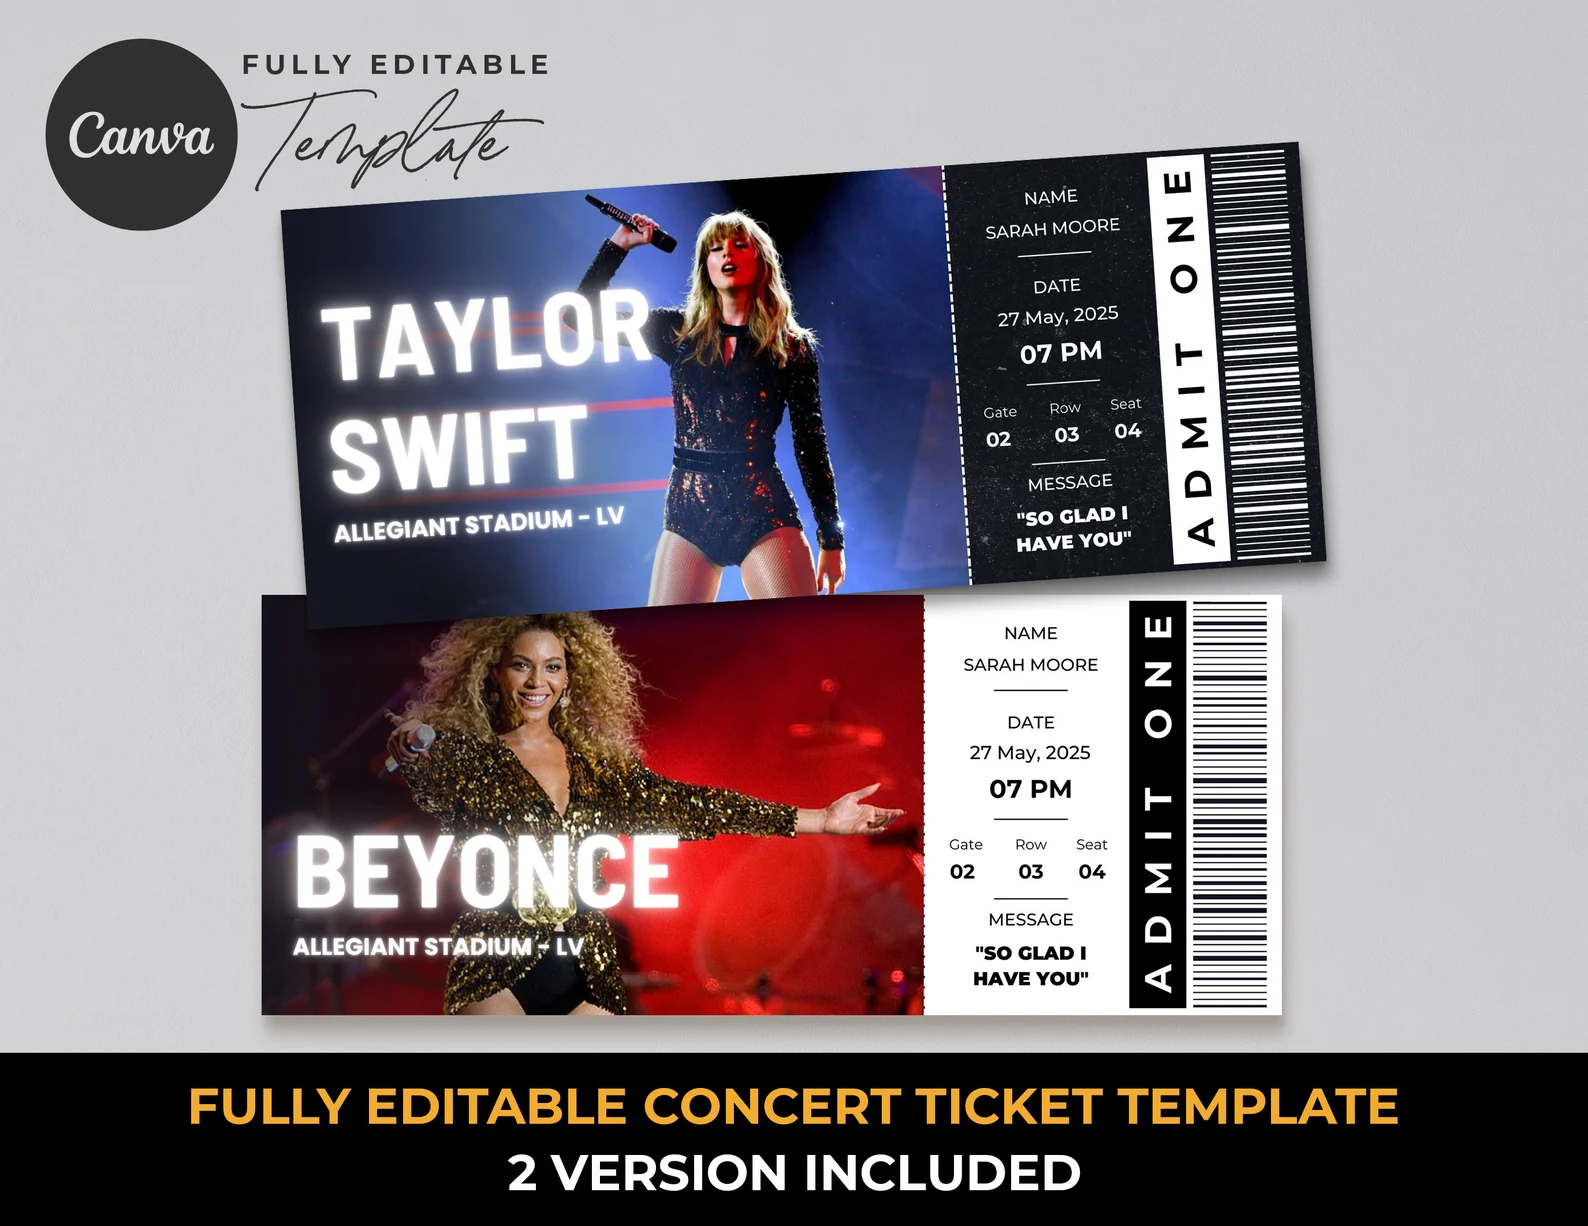 Canva
FULLY EDITABLE
Template
TAYLOR
SWIFT
ALLEGIANT STADIUM - LV
NAME
SARAH MOORE
DATE
27 May, 2025
07 PM
Gate Row Seat
02 03 04
MESSAGE
"SO GLAD I
HAVE YOU"
ADMIT ONE
BEYONCE
ALLEGIANT STADIUM - LV
NAME
SARAH MOORE
DATE
27 May, 2025
07 PM
Gate Row Seat
02 03 04
MESSAGE
"SO GLAD I
HAVE YOU"
ADMIT ONE
FULLY EDITABLE CONCERT TICKET TEMPLATE
2 VERSION INCLUDED